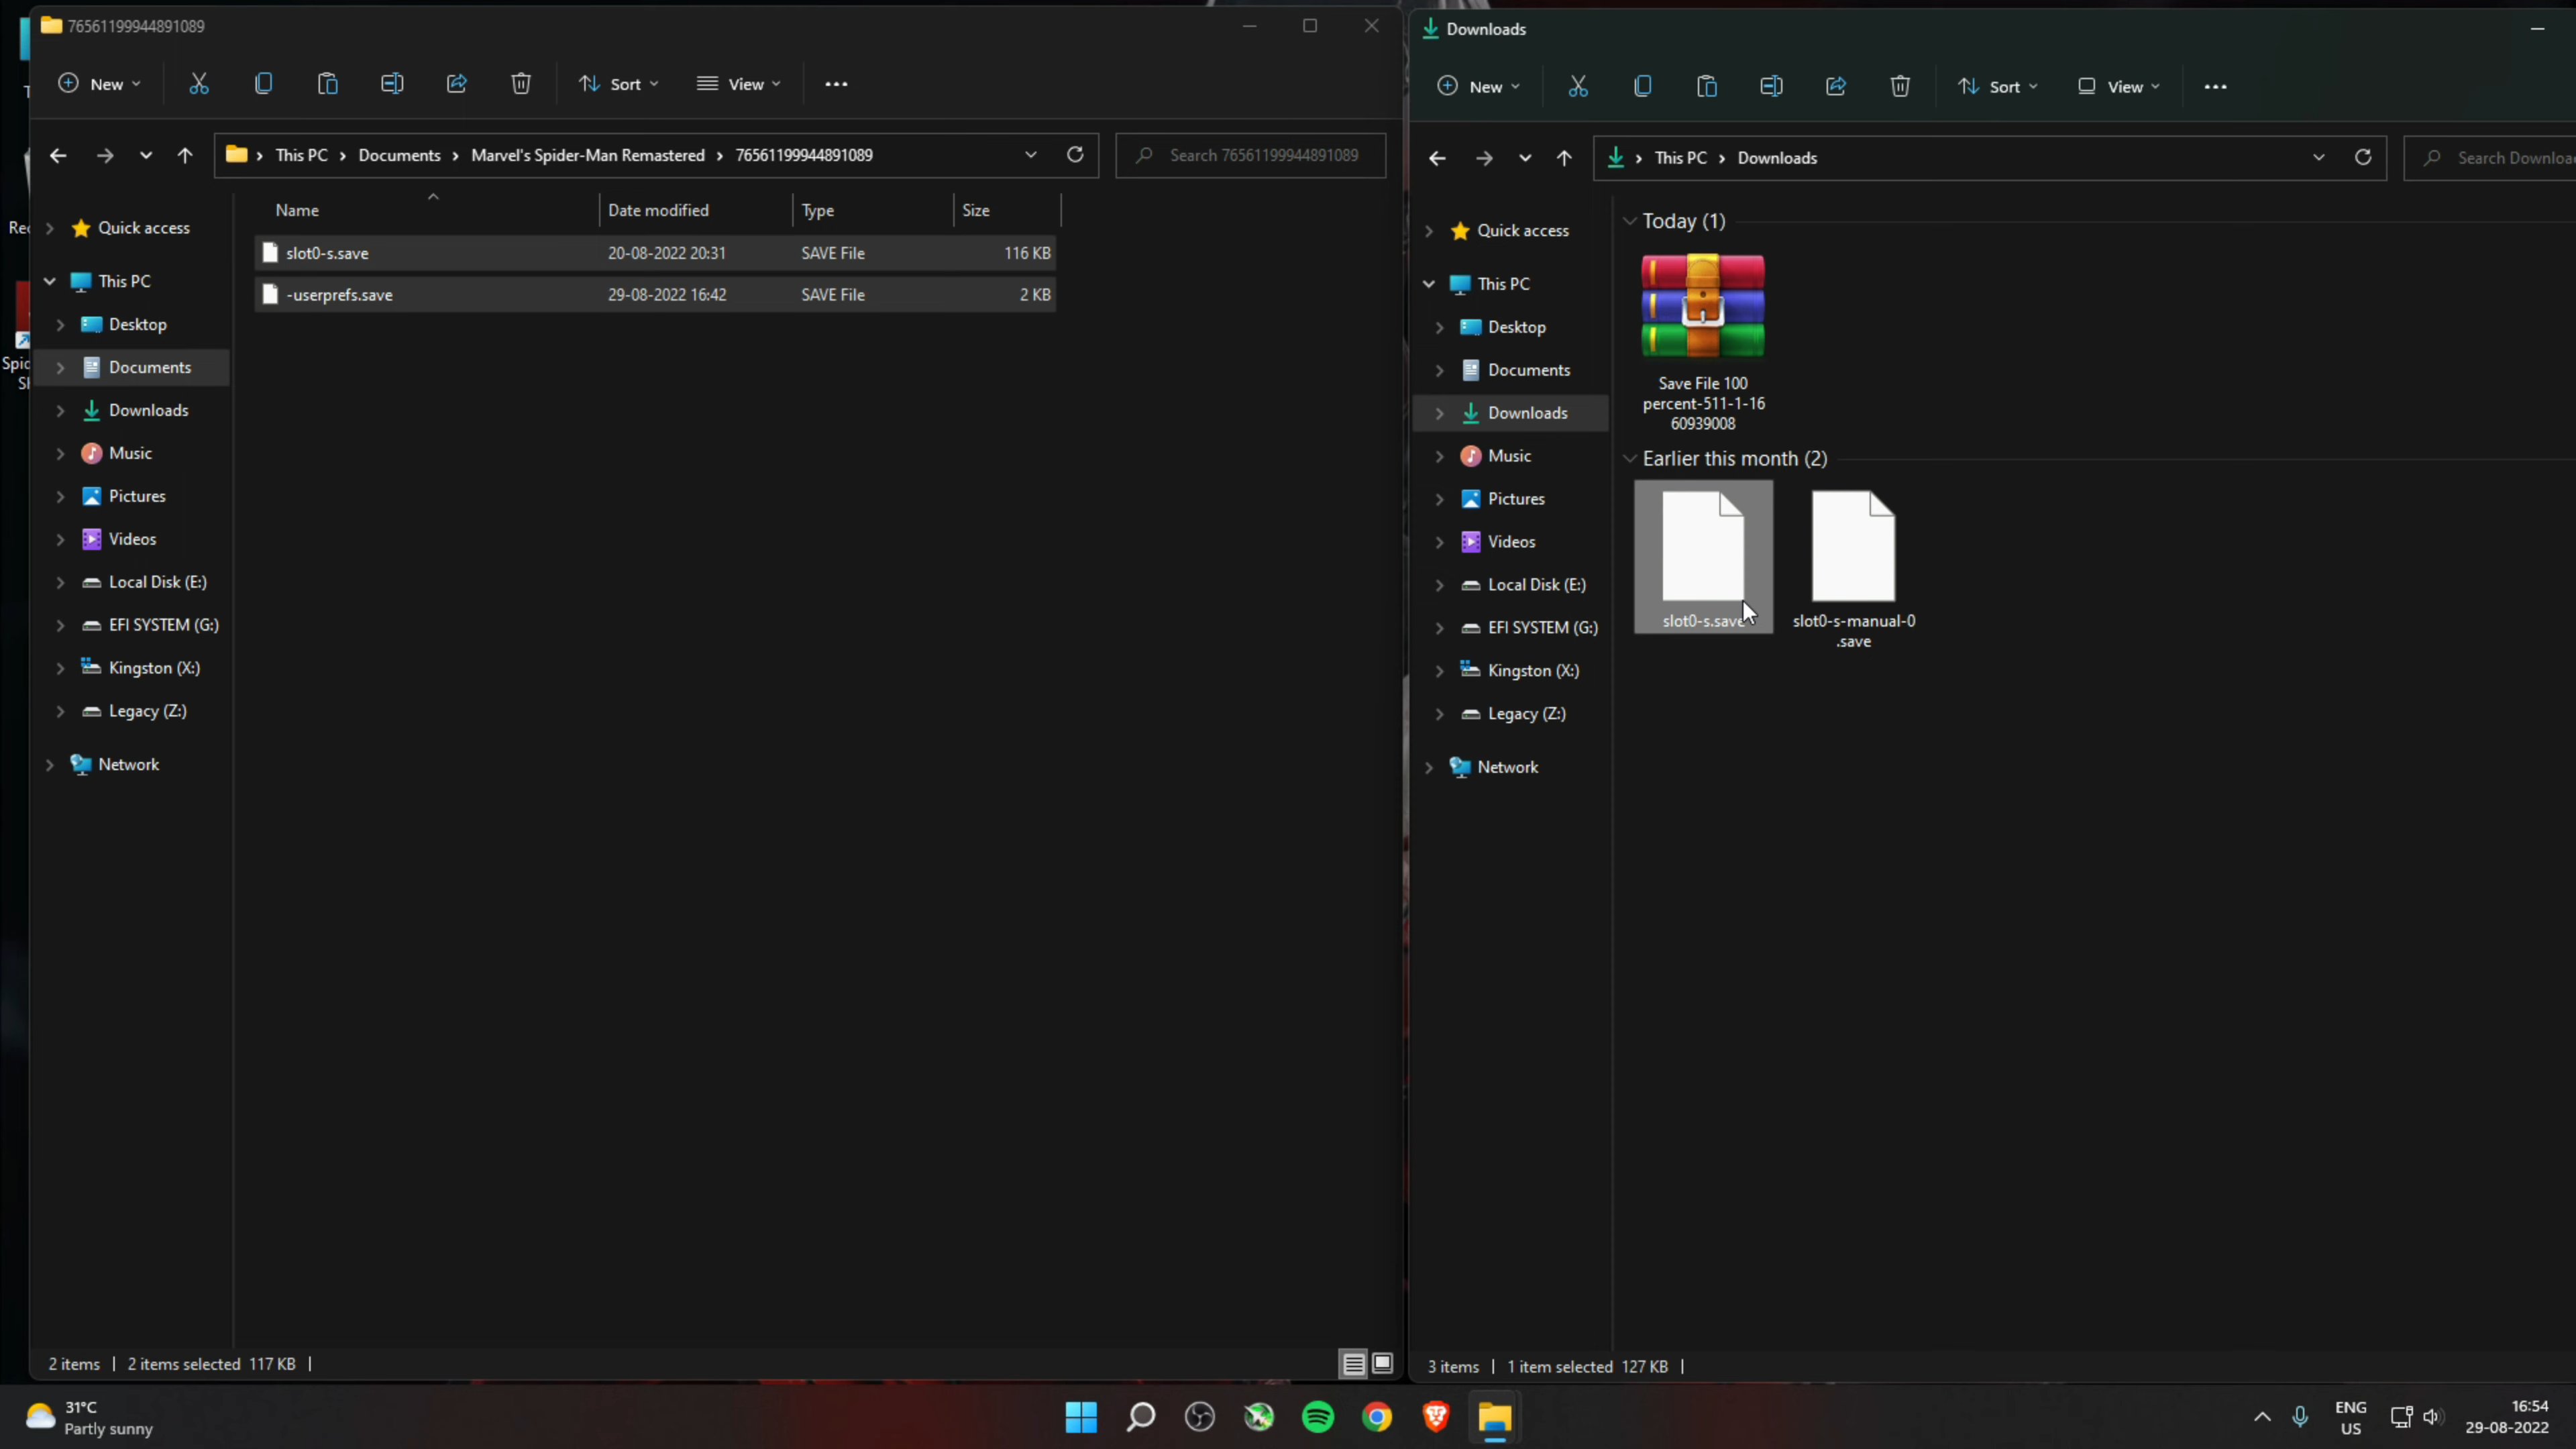 76561199944891089
New
Sort
View
This PC > Documents > Marvel's Spider-Man Remastered > 76561199944891089
Search 76561199944891089
Name
Date modified
Type
Size
slot0-s.save
20-08-2022 20:31
SAVE File
116 KB
-userprefs.save
29-08-2022 16:42
SAVE File
2 KB
Quick access
This PC
Desktop
Documents
Downloads
Music
Pictures
Videos
Local Disk (E:)
EFI SYSTEM (G:)
Kingston (X:)
Legacy (Z:)
Network
2 items | 2 items selected 117 KB |
Downloads
New
Sort
View
This PC > Downloads
Search Downloa
Quick access
This PC
Desktop
Documents
Downloads
Music
Pictures
Videos
Local Disk (E:)
EFI SYSTEM (G:)
Kingston (X:)
Legacy (Z:)
Network
Today (1)
Save File 100
percent-511-1-16
60939008
Earlier this month (2)
slot0-s.save
slot0-s-manual-0
.save
3 items | 1 item selected 127 KB |
31°C
Partly sunny
ENG
US
16:54
29-08-2022